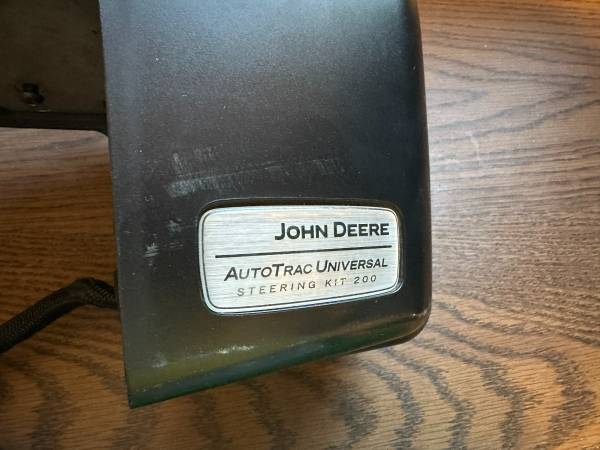 JOHN DEERE
AUTOTRAC UNIVERSAL
STEERING KIT 200